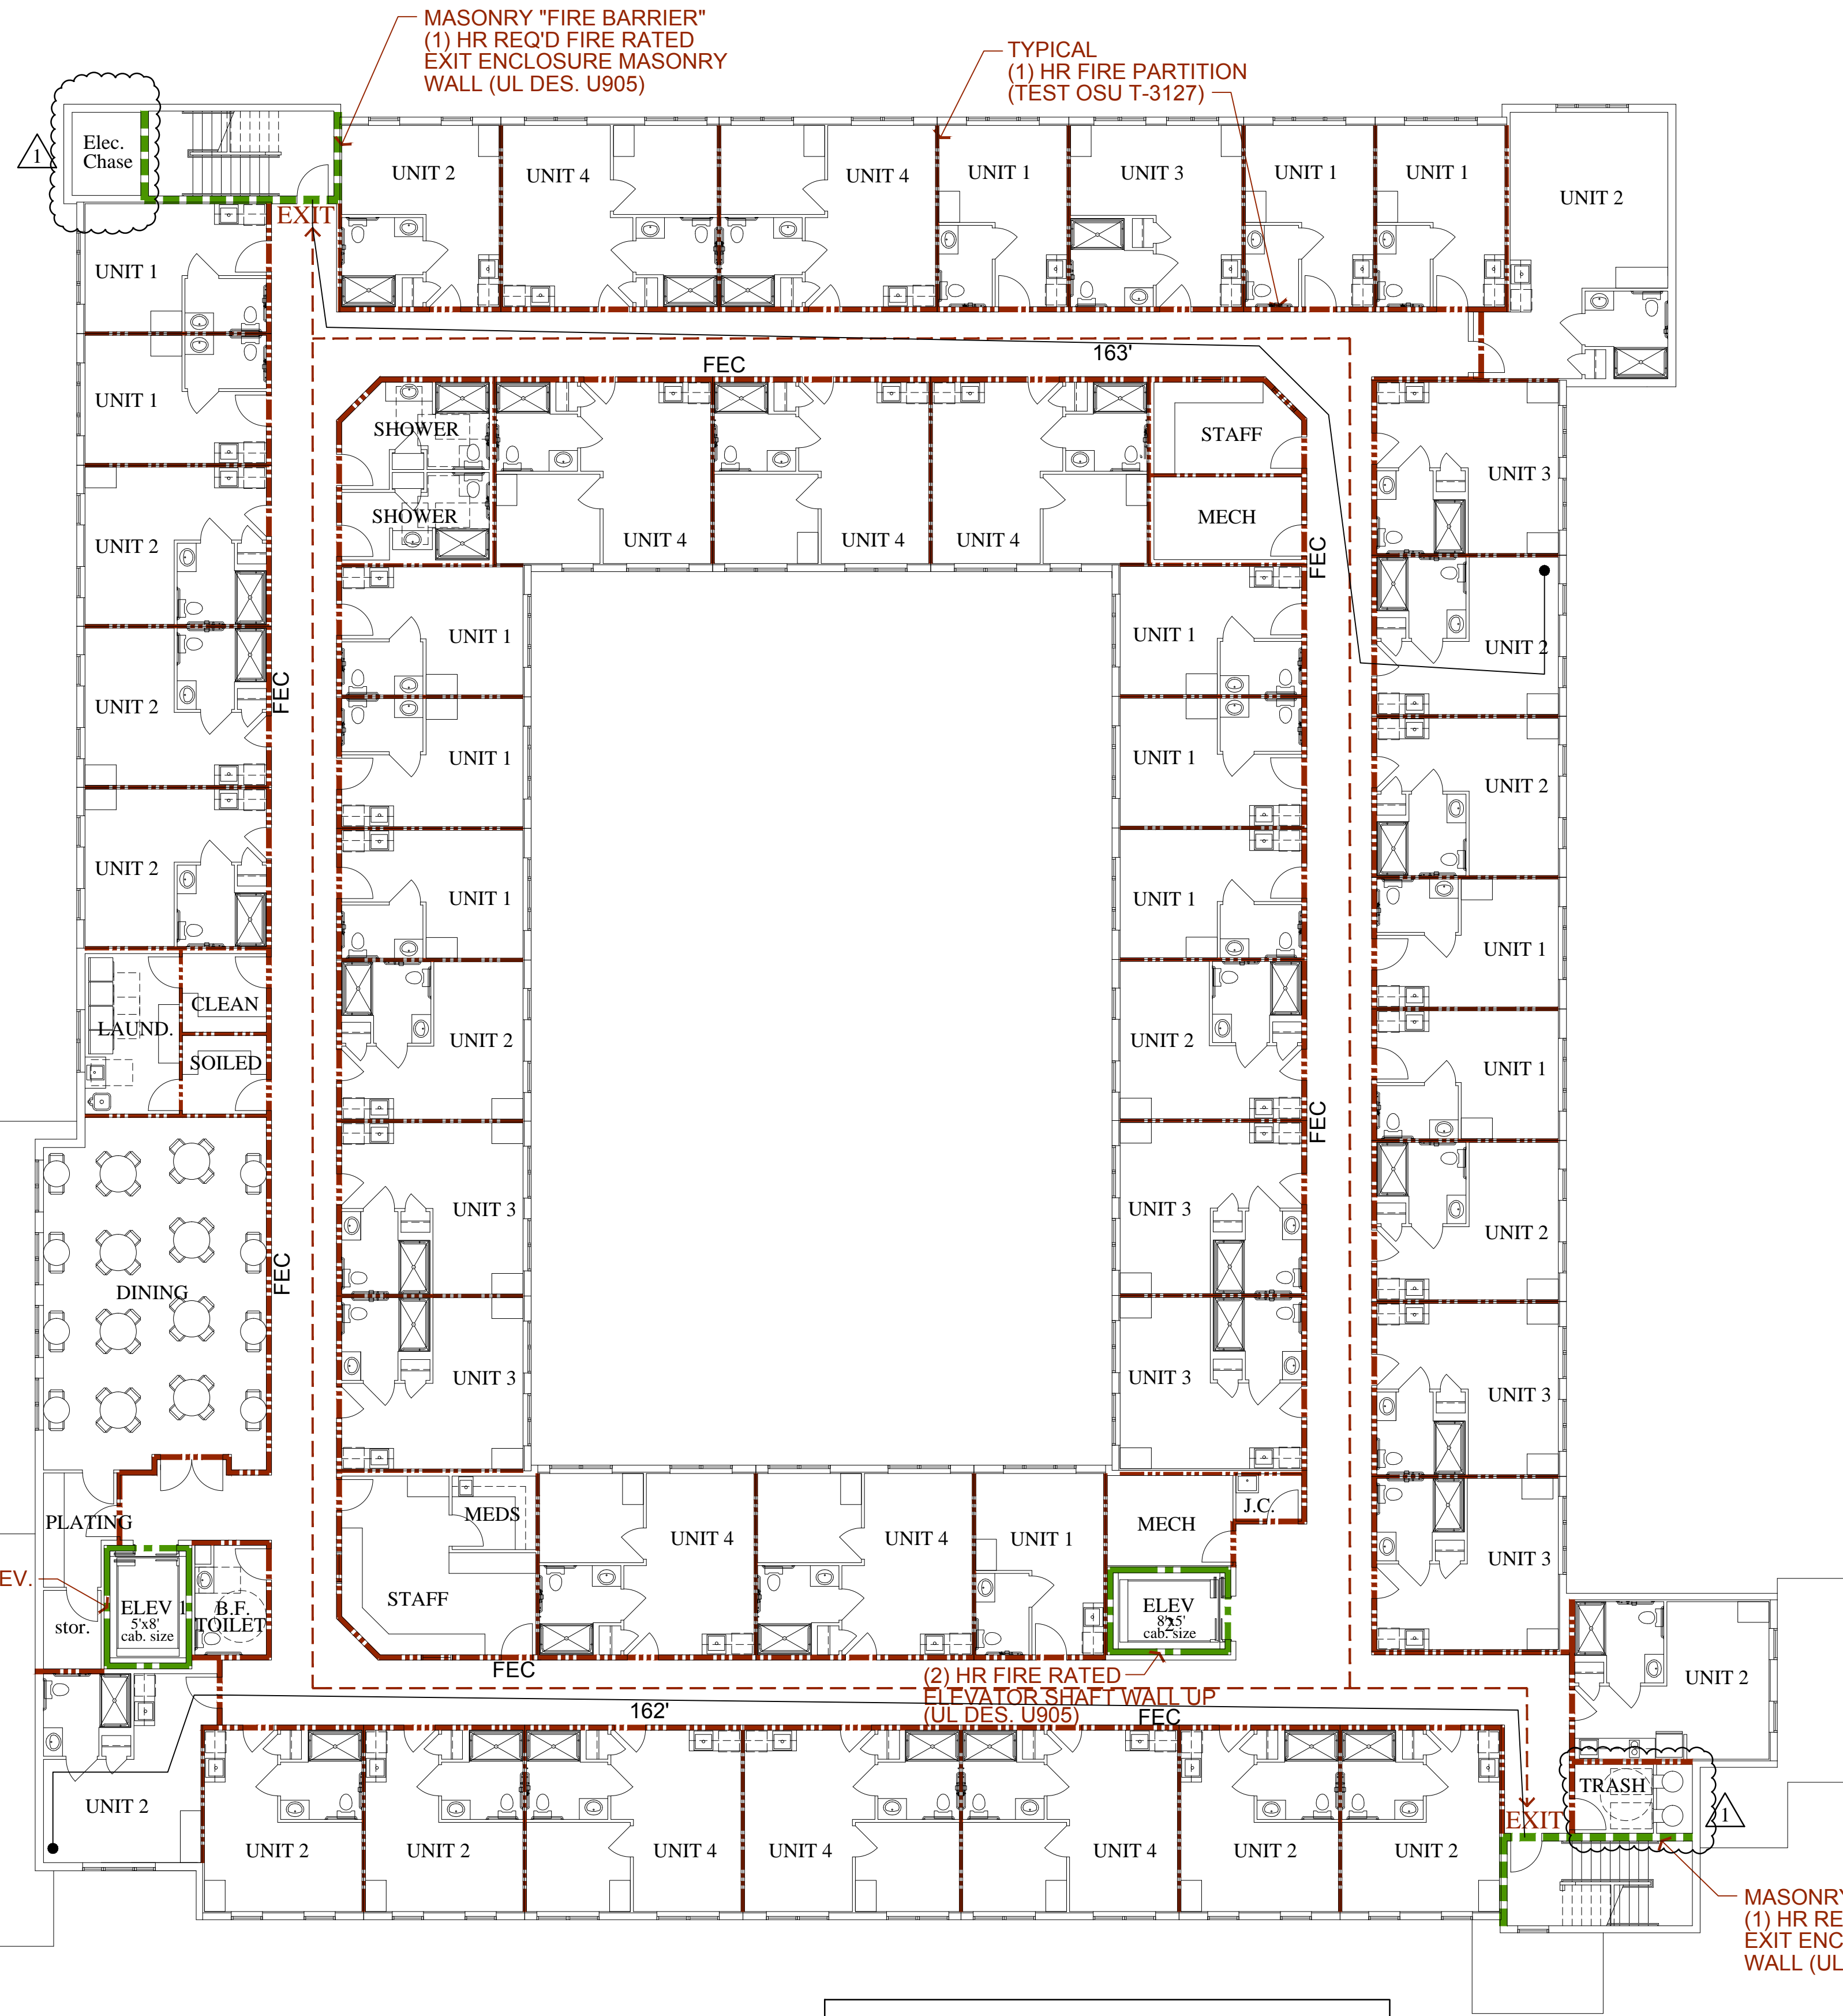 MASONRY "FIRE BARRIER"
(1) HR REQ'D FIRE RATED
EXIT ENCLOSURE MASONRY
WALL (UL DES. U905)
TYPICAL
(1) HR FIRE PARTITION
(TEST OSU T-3127)
1
Elec.
Chase
EXIT
UNIT 2
UNIT 4
UNIT 4
UNIT 1
UNIT 3
UNIT 1
UNIT 1
UNIT 2
UNIT 1
163'
FEC
UNIT 1
SHOWER
STAFF
UNIT 3
SHOWER
MECH
UNIT 4
UNIT 4
UNIT 4
FEC
UNIT 2
UNIT 1
UNIT 1
UNIT 2
FEC
UNIT 2
UNIT 1
UNIT 1
UNIT 2
UNIT 2
UNIT 1
UNIT 1
UNIT 1
CLEAN
LAUND.
SOILED
UNIT 2
UNIT 2
UNIT 1
FEC
UNIT 3
UNIT 3
UNIT 2
FEC
DINING
UNIT 3
UNIT 3
UNIT 3
PLATING
MEDS
UNIT 4
UNIT 4
UNIT 1
MECH
J.C.
UNIT 3
EV.
stor.
ELEV 1
5'x8'
cab. size
B.F.
TOILET
STAFF
ELEV
2
8'x5'
cab. size
UNIT 2
FEC
(2) HR FIRE RATED
ELEVATOR SHAFT WALL UP
(UL DES. U905)
162'
FEC
UNIT 2
TRASH
EXIT
1
UNIT 2
UNIT 2
UNIT 4
UNIT 4
UNIT 4
UNIT 2
UNIT 2
MASONRY
(1) HR RE
EXIT ENC
WALL (UL